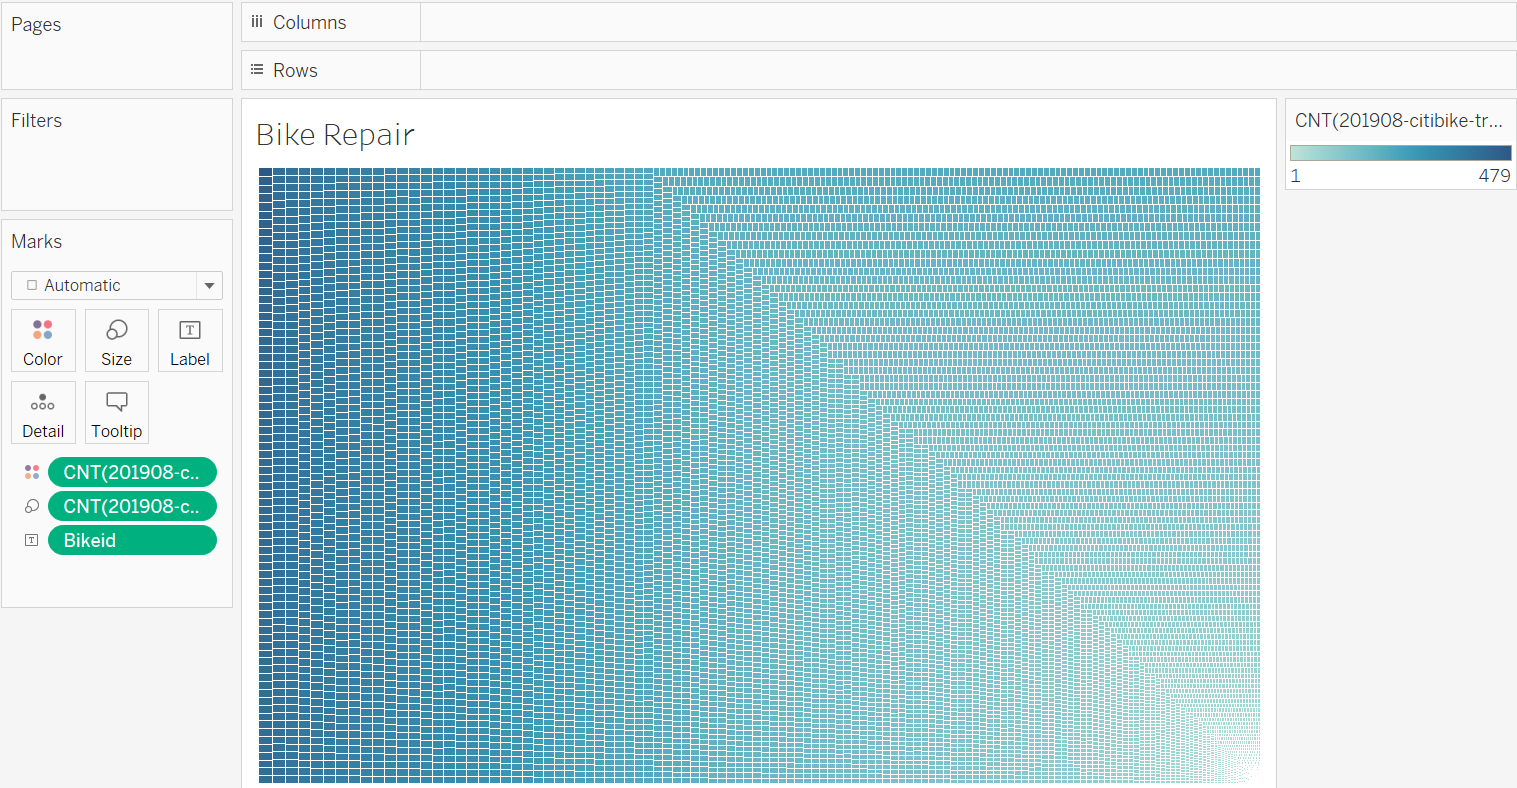 Pages
Columns
Rows
Filters
Marks
Automatic
Color
Size
T
Label
Detail
Tooltip
CNT(201908-c..
CNT(201908-c..
T
Bikeid
Bike Repair
CNT(201908-citibike-tr...
1
479